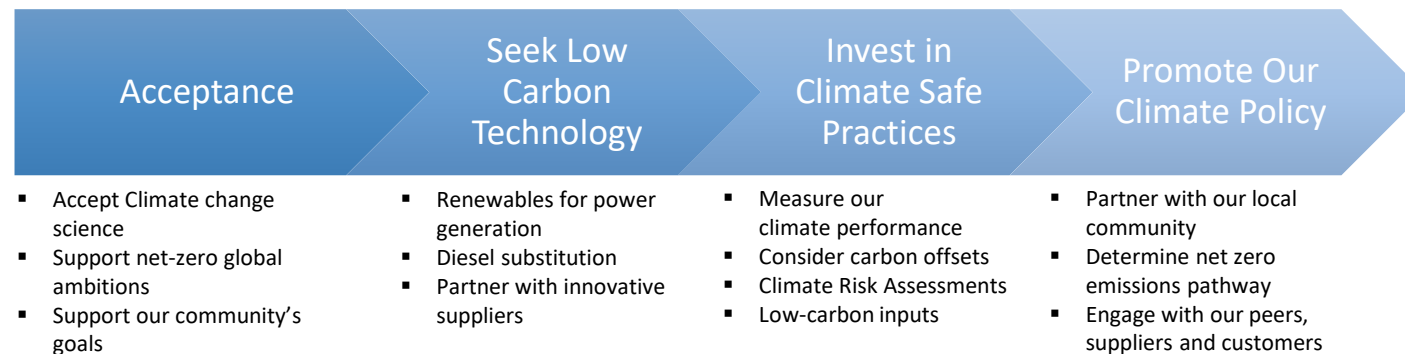 Acceptance
Seek Low
Carbon
Technology
Invest in
Climate Safe
Practices
Promote Our
Climate Policy
▪ Accept Climate change
science
▪ Support net-zero global
ambitions
▪ Support our community's
goals
▪ Renewables for power
generation
▪ Diesel substitution
▪ Partner with innovative
suppliers
▪ Measure our
climate performance
▪ Consider carbon offsets
▪ Climate Risk Assessments
▪ Low-carbon inputs
▪ Partner with our local
community
▪ Determine net zero
emissions pathway
▪ Engage with our peers,
suppliers and customers